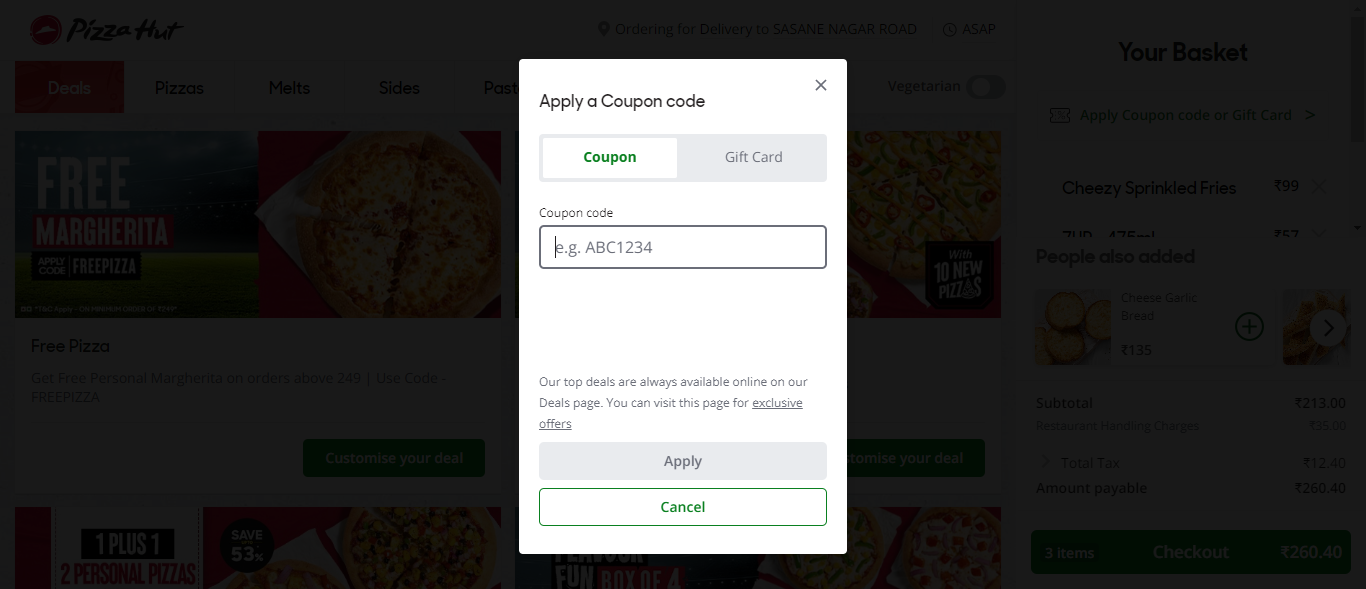 Pizza Hut
Ordering for Delivery to SASANE NAGAR ROAD
ASAP
Deals
Pizzas
Melts
Sides
Past
Vegetarian
FREE
MARGHERITA
APPLY
CODE
FREEPIZZA
With
10 NEW
PIZZAS
Free Pizza
Get Free Personal Margherita on orders above 249 | Use Code -
FREEPIZZA
Customise your deal
stomise your deal
1 PLUS 1
2 PERSONAL PIZZAS
SAVE
53%
FLAVOUR
FUN BOX OF 4
Apply a Coupon code
Coupon
Gift Card
Coupon code
e.g. ABC1234
Our top deals are always available online on our
Deals page. You can visit this page for exclusive
offers
Apply
Cancel
Your Basket
Apply Coupon code or Gift Card >
Cheezy Sprinkled Fries ₹99
7UP - 475ml ₹57
People also added
Cheese Garlic
Bread
₹135
Subtotal ₹213.00
Restaurant Handling Charges ₹35.00
Total Tax ₹12.40
Amount payable ₹260.40
3 items Checkout ₹260.40